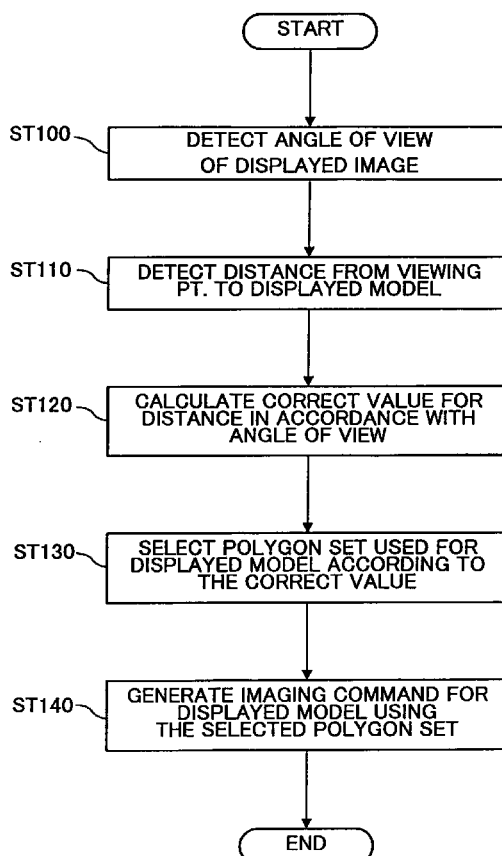 START
ST100
DETECT ANGLE OF VIEW
OF DISPLAYED IMAGE
ST110
DETECT DISTANCE FROM VIEWING
PT. TO DISPLAYED MODEL
ST120
CALCULATE CORRECT VALUE FOR
DISTANCE IN ACCORDANCE WITH
ANGLE OF VIEW
ST130
SELECT POLYGON SET USED FOR
DISPLAYED MODEL ACCORDING TO
THE CORRECT VALUE
ST140
GENERATE IMAGING COMMAND FOR
DISPLAYED MODEL USING
THE SELECTED POLYGON SET
END